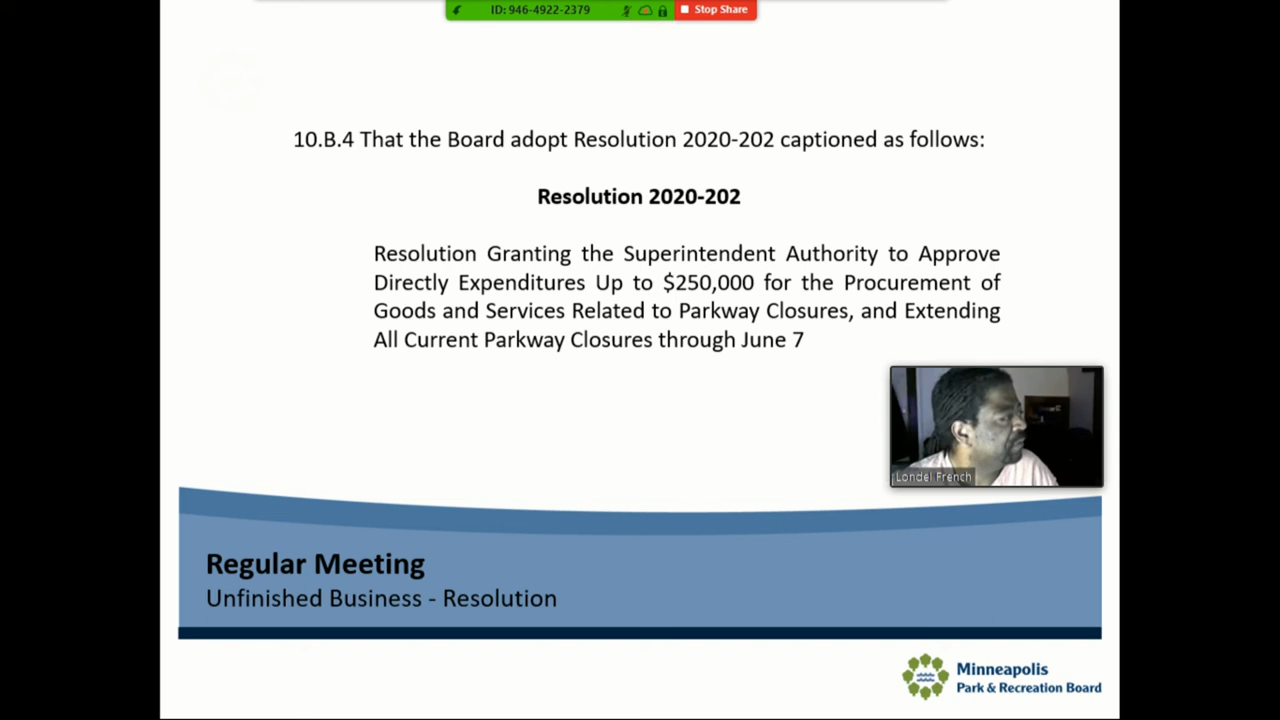 ID: 946-4922-2379
Stop Share
10.B.4 That the Board adopt Resolution 2020-202 captioned as follows:
Resolution 2020-202
Resolution Granting the Superintendent Authority to Approve
Directly Expenditures Up to $250,000 for the Procurement of
Goods and Services Related to Parkway Closures, and Extending
All Current Parkway Closures through June 7
Londel French
Regular Meeting
Unfinished Business - Resolution
Minneapolis
Park & Recreation Board